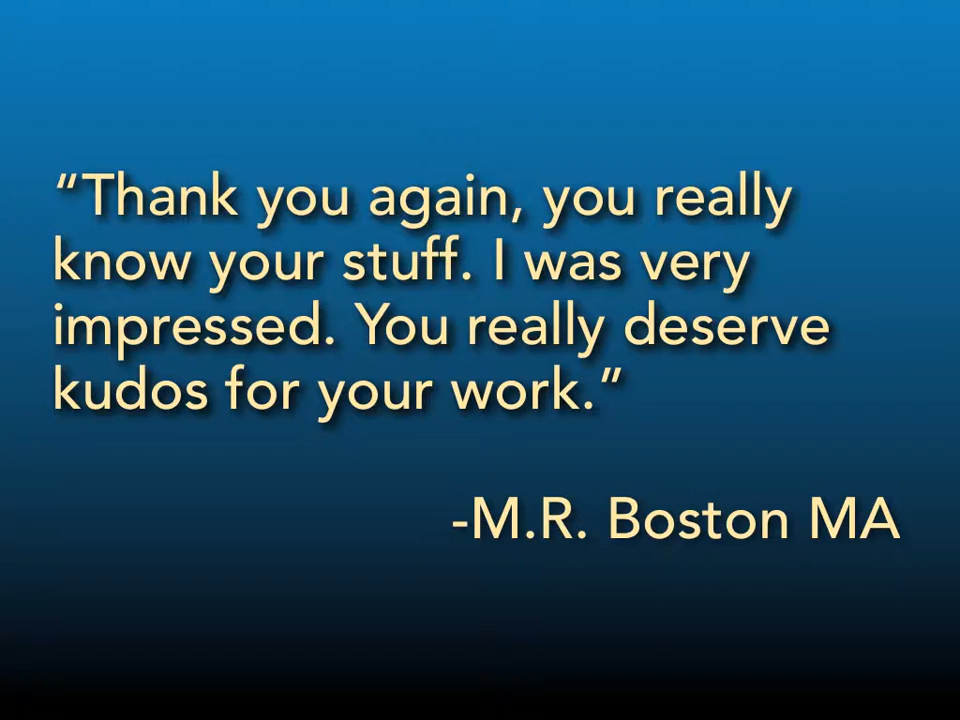 “Thank you again, you really
know your stuff. I was very
impressed. You really deserve
kudos for your work.”
-M.R. Boston MA